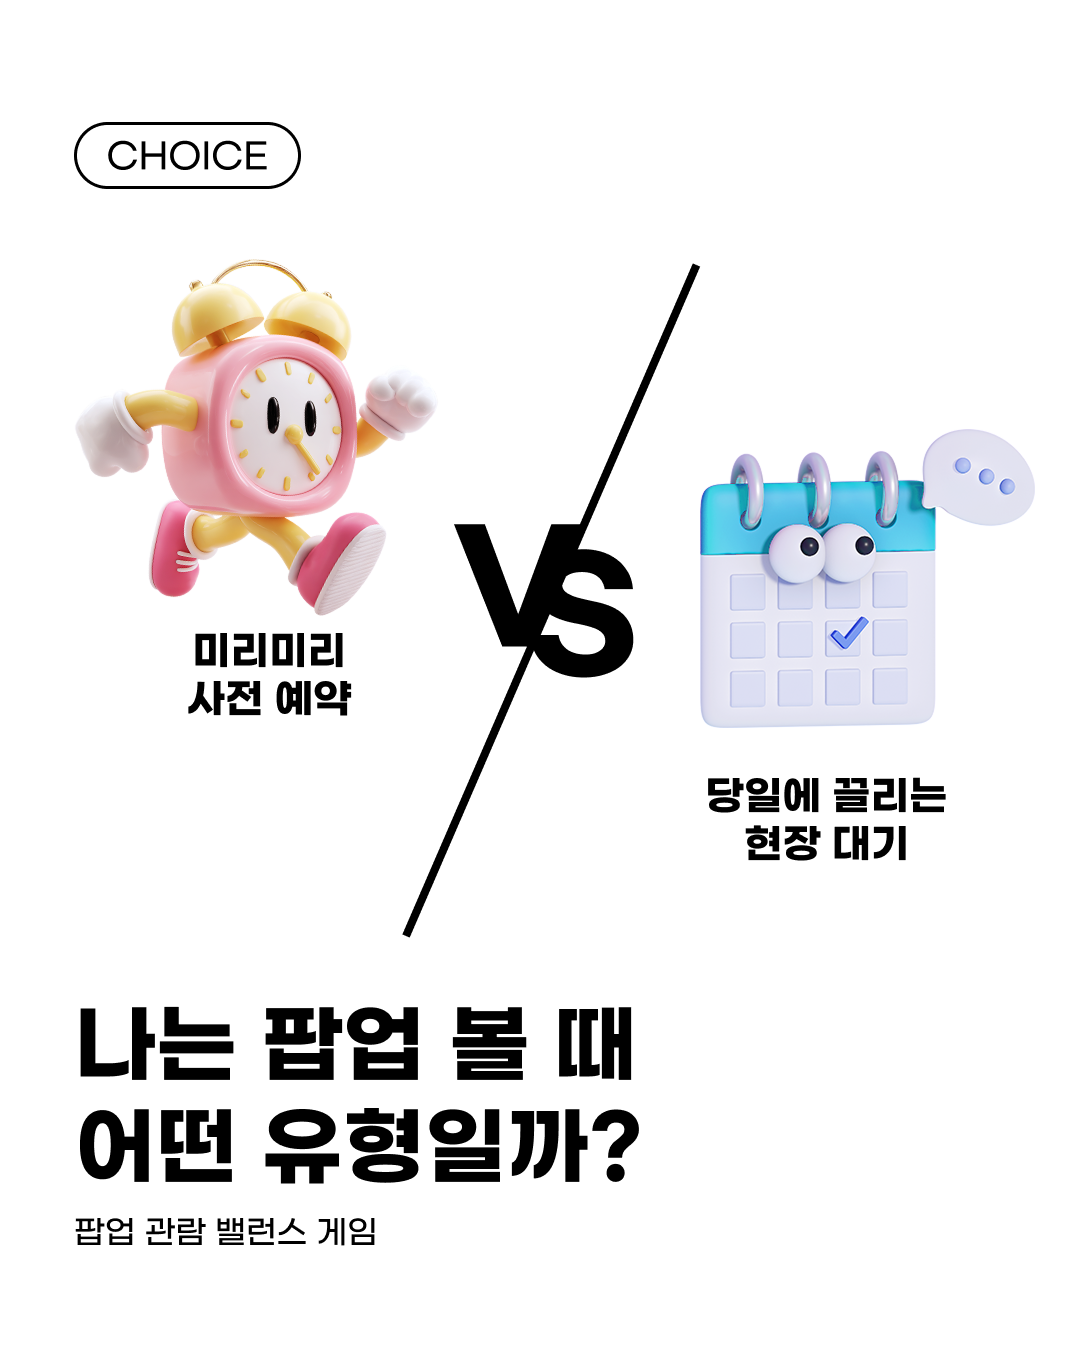 CHOICE
미리미리
사전 예약
VS
당일에 끌리는
현장 대기
나는 팝업 볼 때
어떤 유형일까?
팝업 관람 밸런스 게임